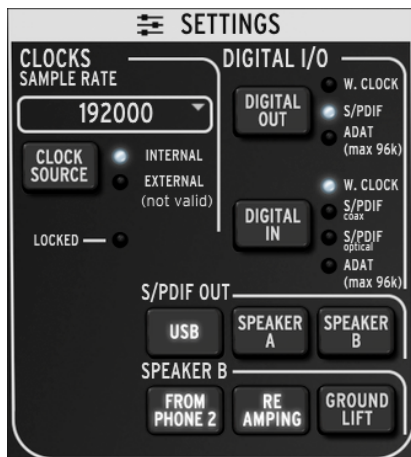 SETTINGS
CLOCKS
SAMPLE RATE
192000
CLOCK
SOURCE
INTERNAL
EXTERNAL
(not valid)
LOCKED
DIGITAL I/O
DIGITAL
OUT
W. CLOCK
S/PDIF
ADAT
(max 96k)
DIGITAL
IN
W. CLOCK
S/PDIF
coax
S/PDIF
optical
ADAT
(max 96k)
S/PDIF OUT
USB
SPEAKER
A
SPEAKER
B
SPEAKER B
FROM
PHONE 2
RE
AMPING
GROUND
LIFT